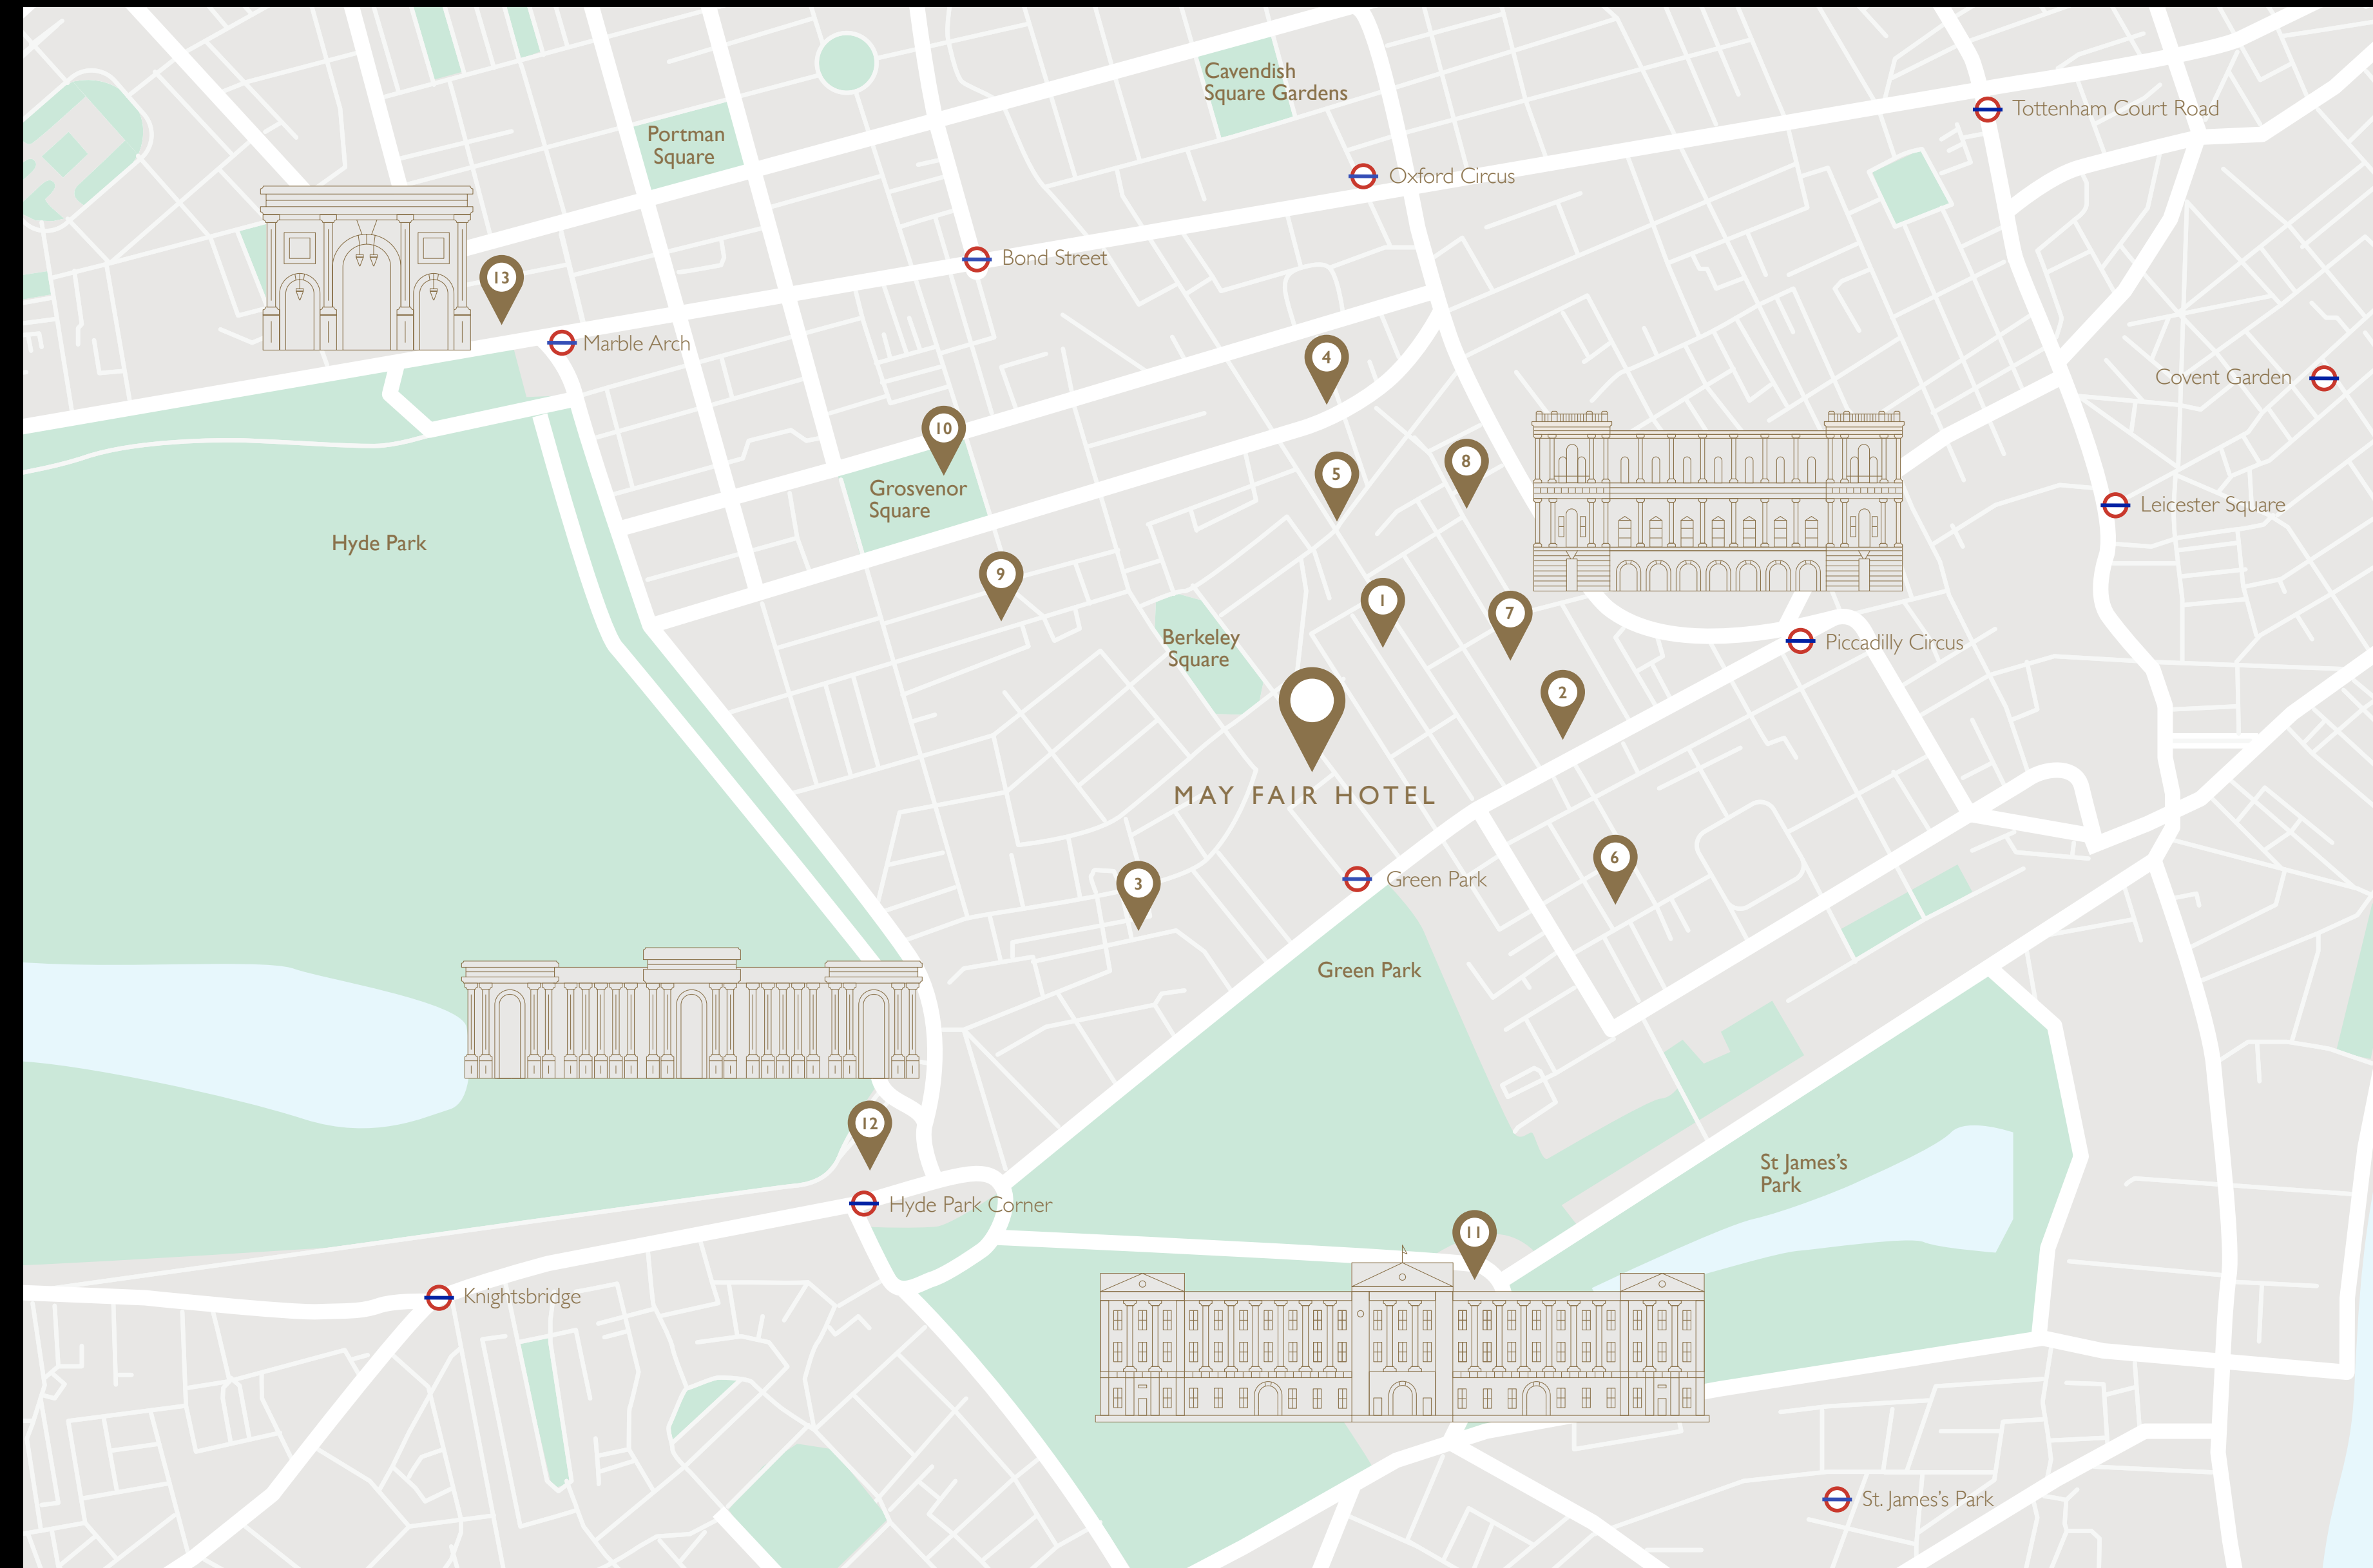 Cavendish
Square Gardens
Tottenham Court Road
Portman
Square
Oxford Circus
Bond Street
13
Marble Arch
4
Covent Garden
10
8
5
Grosvenor
Square
Leicester Square
Hyde Park
9
1
7
Berkeley
Square
Piccadilly Circus
2
MAY FAIR HOTEL
6
3
Green Park
Green Park
12
St James's
Park
Hyde Park Corner
11
Knightsbridge
St. James's Park